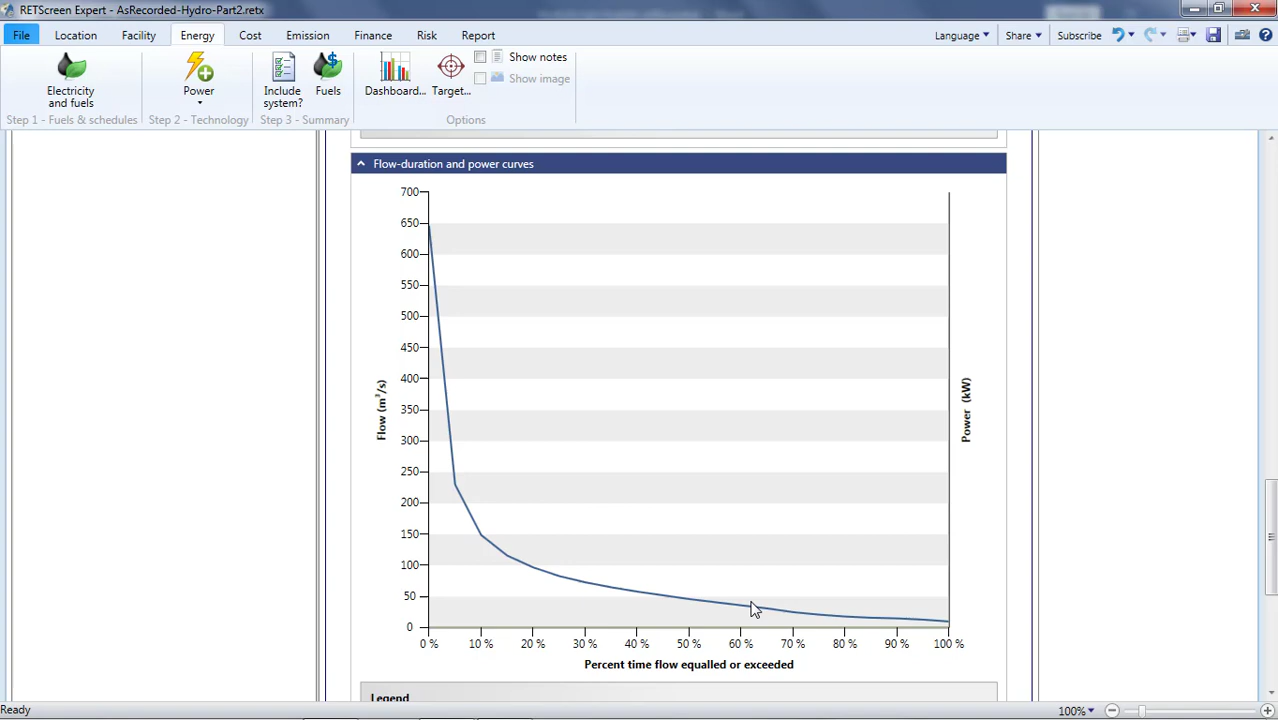 RETScreen Expert - AsRecorded-Hydro-Part2.retx
File Location Facility Energy Cost Emission Finance Risk Report Language Share Subscribe
Electricity and fuels
Power
Include system?
Fuels
Dashboard...
Target...
Show notes
Show image
Step 1 - Fuels & schedules
Step 2 - Technology
Step 3 - Summary
Options
Flow-duration and power curves
700
650
600
550
500
450
400
350
300
250
200
150
100
50
0
Flow (m³/s)
Power (kW)
0 % 10 % 20 % 30 % 40 % 50 % 60 % 70 % 80 % 90 % 100 %
Percent time flow equalled or exceeded
Legend
Ready
100%